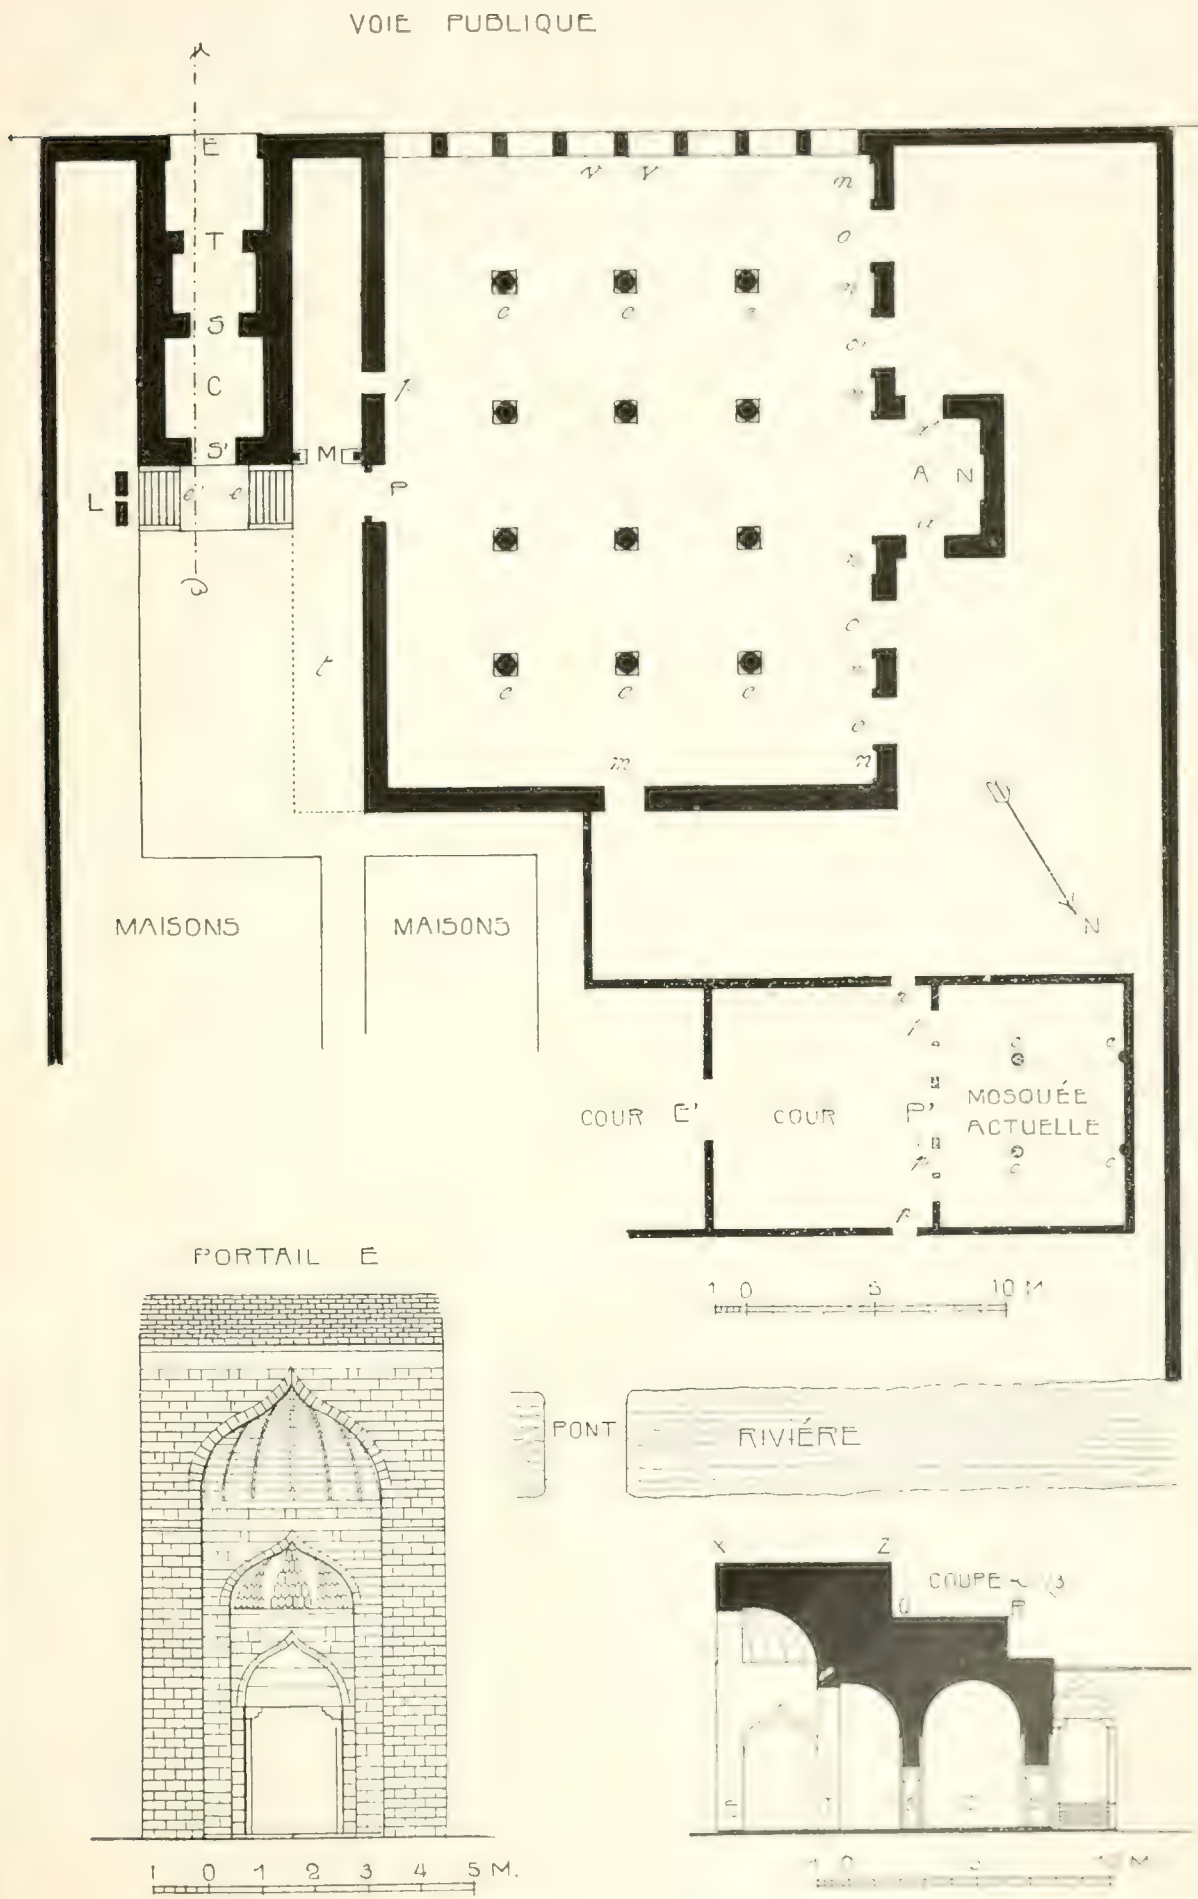 VOIE PUBLIQUE
E
v v
n
T
o
c c
S
o'
C
p
S'
M
A N
L
e' e
P
a
t
c
n
c c c
o
m
n
MAISONS
MAISONS
N
COUR E' COUR P' MOSQUÉE
ACTUELLE
c c
c c
p
PORTAIL E
1 0 5 10 M
PONT
RIVIÈRE
X Z
COUPE
1 0 1 2 3 4 5 M.